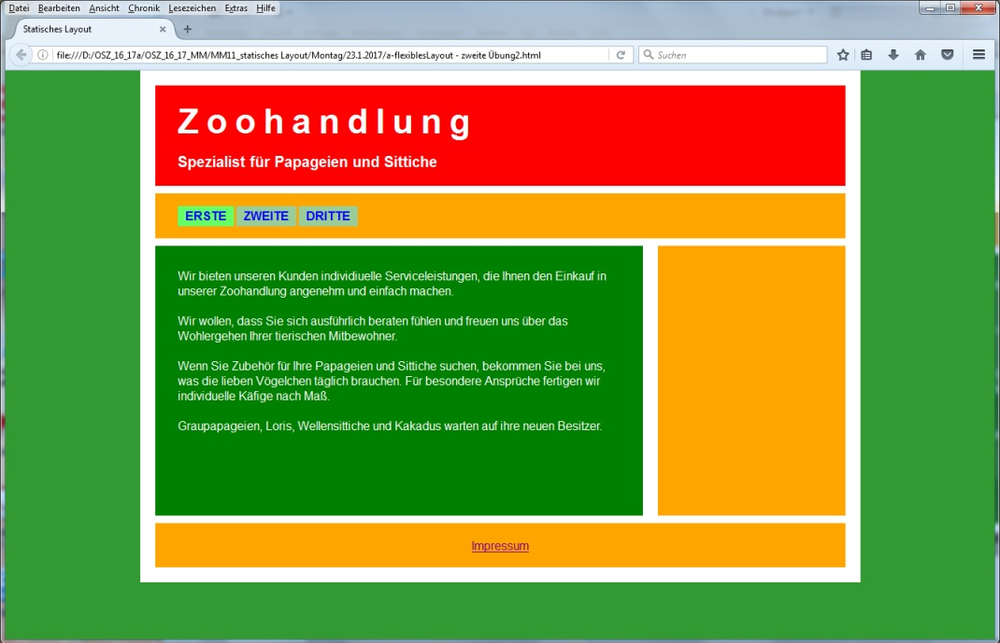 Datei Bearbeiten Ansicht Chronik Lesezeichen Extras Hilfe
Statisches Layout
file:///D:/OSZ_16_17a/OSZ_16_17_MM/MM11_statisches Layout/Montag/23.1.2017/a-flexiblesLayout - zweite Übung2.html
Suchen
Zoohandlung
Spezialist für Papageien und Sittiche
ERSTE ZWEITE DRITTE
Wir bieten unseren Kunden individiuelle Serviceleistungen, die Ihnen den Einkauf in
unserer Zoohandlung angenehm und einfach machen.
Wir wollen, dass Sie sich ausführlich beraten fühlen und freuen uns über das
Wohlergehen Ihrer tierischen Mitbewohner.
Wenn Sie Zubehör für Ihre Papageien und Sittiche suchen, bekommen Sie bei uns,
was die lieben Vögelchen täglich brauchen. Für besondere Ansprüche fertigen wir
individuelle Käfige nach Maß.
Graupapageien, Loris, Wellensittiche und Kakadus warten auf ihre neuen Besitzer.
Impressum